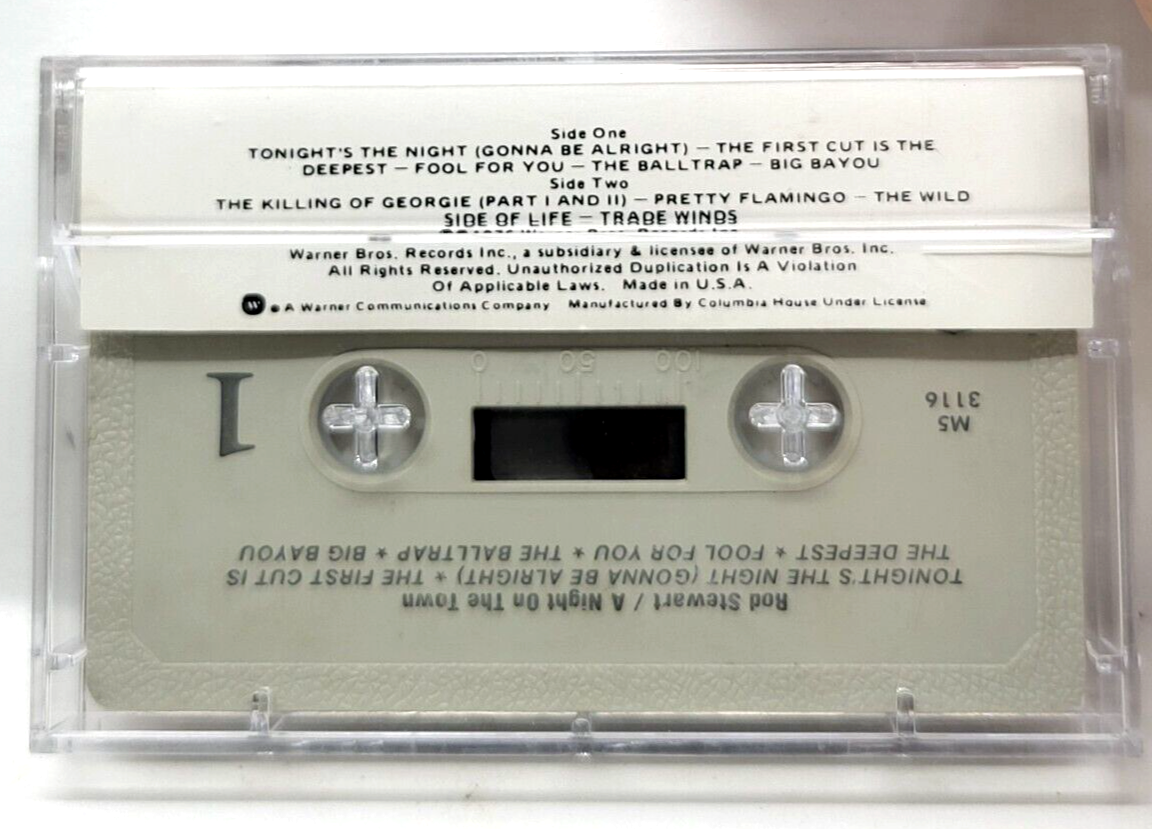 Side One
TONIGHT'S THE NIGHT (GONNA BE ALRIGHT) — THE FIRST CUT IS THE
DEEPEST — FOOL FOR YOU — THE BALLTRAP — BIG BAYOU
Side Two
THE KILLING OF GEORGIE (PART I AND II) — PRETTY FLAMINGO — THE WILD
SIDE OF LIFE — TRADE WINDS
Warner Bros. Records Inc., a subsidiary & licensee of Warner Bros. Inc.
All Rights Reserved. Unauthorized Duplication Is A Violation
Of Applicable Laws. Made in U.S.A.
A Warner Communications Company Manufactured By Columbia House Under License
0 50 100
1
M5
3116
Rod Stewart / A Night On The Town
TONIGHT'S THE NIGHT (GONNA BE ALRIGHT) * THE FIRST CUT IS
THE DEEPEST * FOOL FOR YOU * THE BALLTRAP * BIG BAYOU